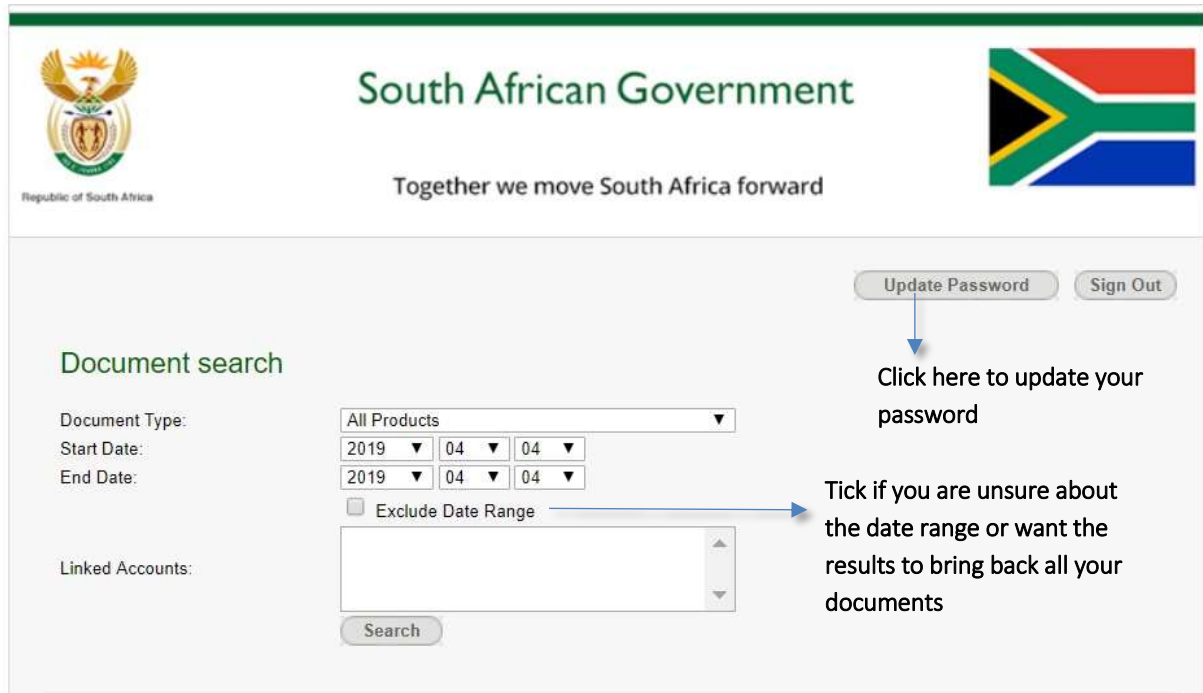 South African Government
Together we move South Africa forward
Republic of South Africa
Update Password Sign Out
Click here to update your
password
Document search
Document Type: All Products
Start Date: 2019 04 04
End Date: 2019 04 04
Exclude Date Range
Tick if you are unsure about
the date range or want the
results to bring back all your
documents
Linked Accounts:
Search